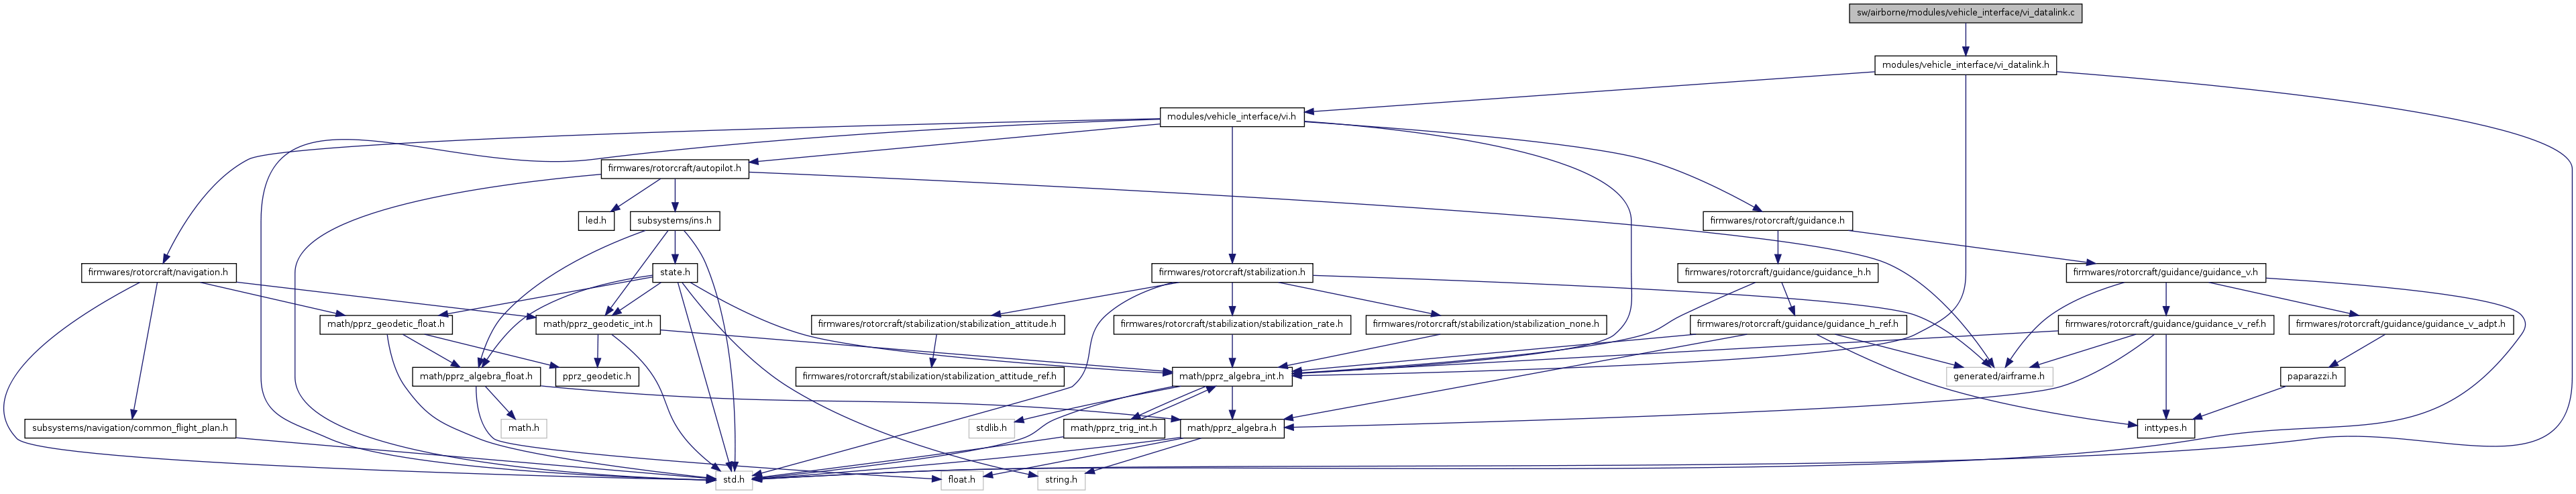 sw/airborne/modules/vehicle_interface/vi_datalink.c
modules/vehicle_interface/vi_datalink.h
modules/vehicle_interface/vi.h
firmwares/rotorcraft/autopilot.h
led.h
subsystems/ins.h
firmwares/rotorcraft/guidance.h
firmwares/rotorcraft/navigation.h
state.h
firmwares/rotorcraft/stabilization.h
firmwares/rotorcraft/guidance/guidance_h.h
firmwares/rotorcraft/guidance/guidance_v.h
math/pprz_geodetic_float.h
math/pprz_geodetic_int.h
firmwares/rotorcraft/stabilization/stabilization_attitude.h
firmwares/rotorcraft/stabilization/stabilization_rate.h
firmwares/rotorcraft/stabilization/stabilization_none.h
firmwares/rotorcraft/guidance/guidance_h_ref.h
firmwares/rotorcraft/guidance/guidance_v_ref.h
firmwares/rotorcraft/guidance/guidance_v_adpt.h
math/pprz_algebra_float.h
pprz_geodetic.h
firmwares/rotorcraft/stabilization/stabilization_attitude_ref.h
math/pprz_algebra_int.h
generated/airframe.h
paparazzi.h
subsystems/navigation/common_flight_plan.h
math.h
stdlib.h
math/pprz_trig_int.h
math/pprz_algebra.h
inttypes.h
std.h
float.h
string.h